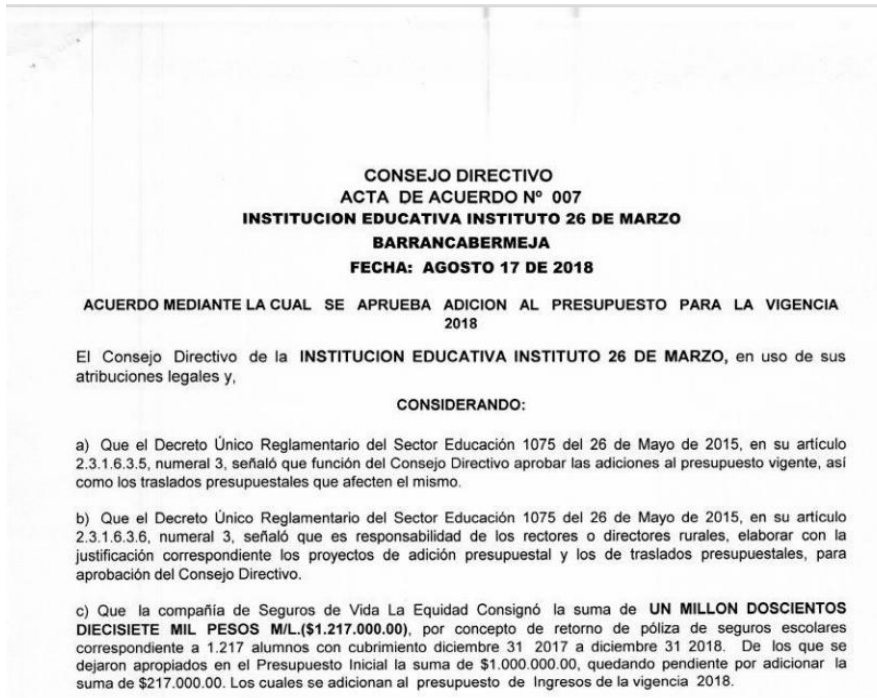 CONSEJO DIRECTIVO
ACTA DE ACUERDO Nº 007
INSTITUCION EDUCATIVA INSTITUTO 26 DE MARZO
BARRANCABERMEJA
FECHA: AGOSTO 17 DE 2018
ACUERDO MEDIANTE LA CUAL SE APRUEBA ADICION AL PRESUPUESTO PARA LA VIGENCIA
2018
El Consejo Directivo de la INSTITUCION EDUCATIVA INSTITUTO 26 DE MARZO, en uso de sus
atribuciones legales y,
CONSIDERANDO:
a) Que el Decreto Único Reglamentario del Sector Educación 1075 del 26 de Mayo de 2015, en su artículo
2.3.1.6.3.5, numeral 3, señaló que función del Consejo Directivo aprobar las adiciones al presupuesto vigente, así
como los traslados presupuestales que afecten el mismo.
b) Que el Decreto Único Reglamentario del Sector Educación 1075 del 26 de Mayo de 2015, en su artículo
2.3.1.6.3.6, numeral 3, señaló que es responsabilidad de los rectores o directores rurales, elaborar con la
justificación correspondiente los proyectos de adición presupuestal y los de traslados presupuestales, para
aprobación del Consejo Directivo.
c) Que la compañía de Seguros de Vida La Equidad Consignó la suma de UN MILLON DOSCIENTOS
DIECISIETE MIL PESOS M/L.($1.217.000.00), por concepto de retorno de póliza de seguros escolares
correspondiente a 1.217 alumnos con cubrimiento diciembre 31 2017 a diciembre 31 2018. De los que se
dejaron apropiados en el Presupuesto Inicial la suma de $1.000.000.00, quedando pendiente por adicionar la
suma de $217.000.00. Los cuales se adicionan al presupuesto de Ingresos de la vigencia 2018.